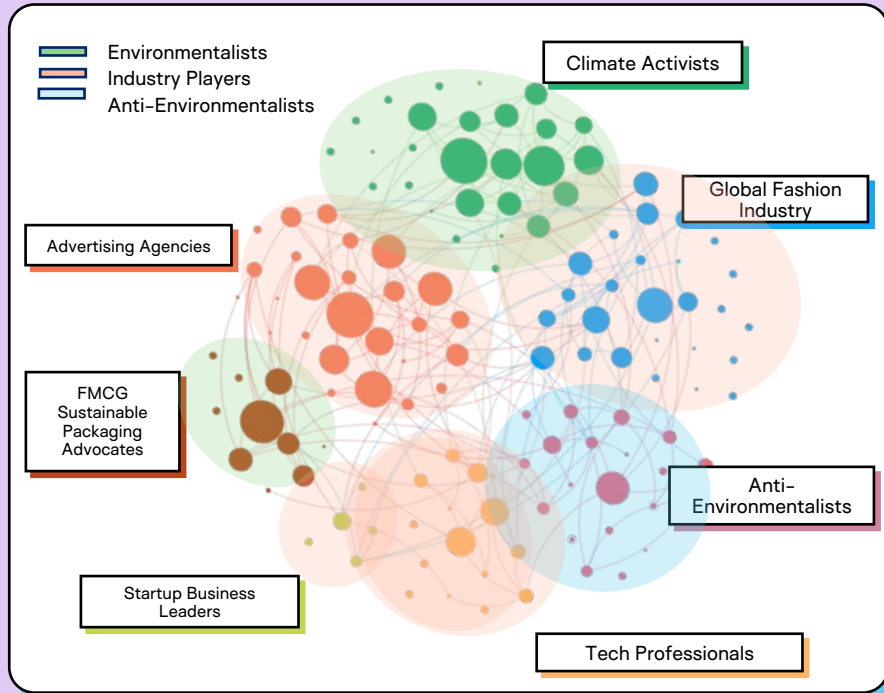 Environmentalists
Industry Players
Anti-Environmentalists
Climate Activists
Global Fashion
Industry
Advertising Agencies
FMCG
Sustainable
Packaging
Advocates
Anti-
Environmentalists
Startup Business
Leaders
Tech Professionals